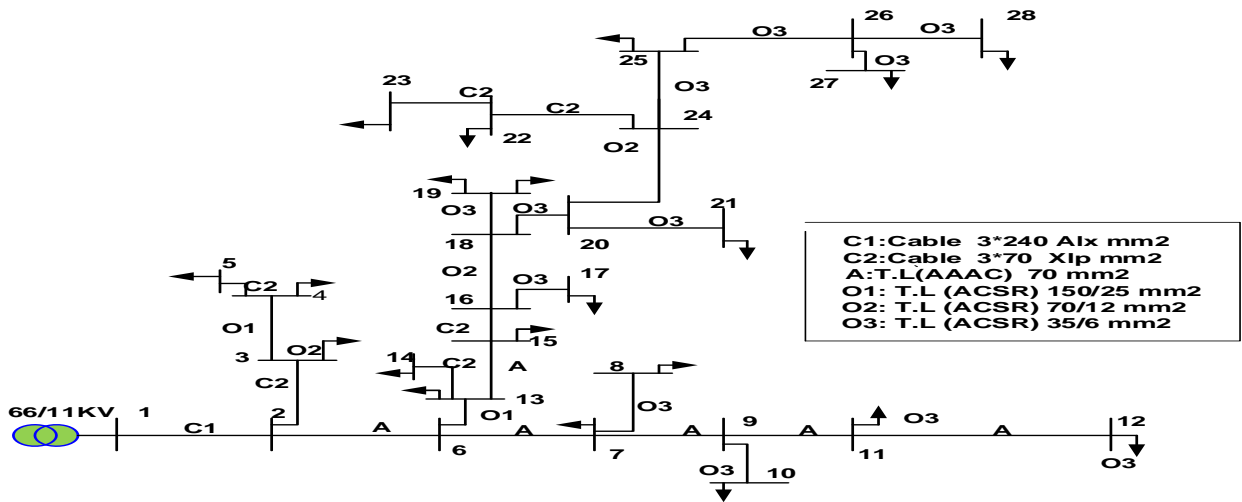 26
28
O3
O3
25
27
O3
23
O3
C2
C2
24
22
O2
19
21
O3
O3
O3
18
20
5
O2
17
C2
4
16
O3
O1
C2
15
3
O2
14
C2
A
8
C2
13
O1
O3
66/11KV
1
2
9
O3
12
C1
A
A
A
A
A
6
7
11
O3
10
O3
C1:Cable 3*240 Alx mm2
C2:Cable 3*70 Xlp mm2
A:T.L(AAAC) 70 mm2
O1: T.L (ACSR) 150/25 mm2
O2: T.L (ACSR) 70/12 mm2
O3: T.L (ACSR) 35/6 mm2